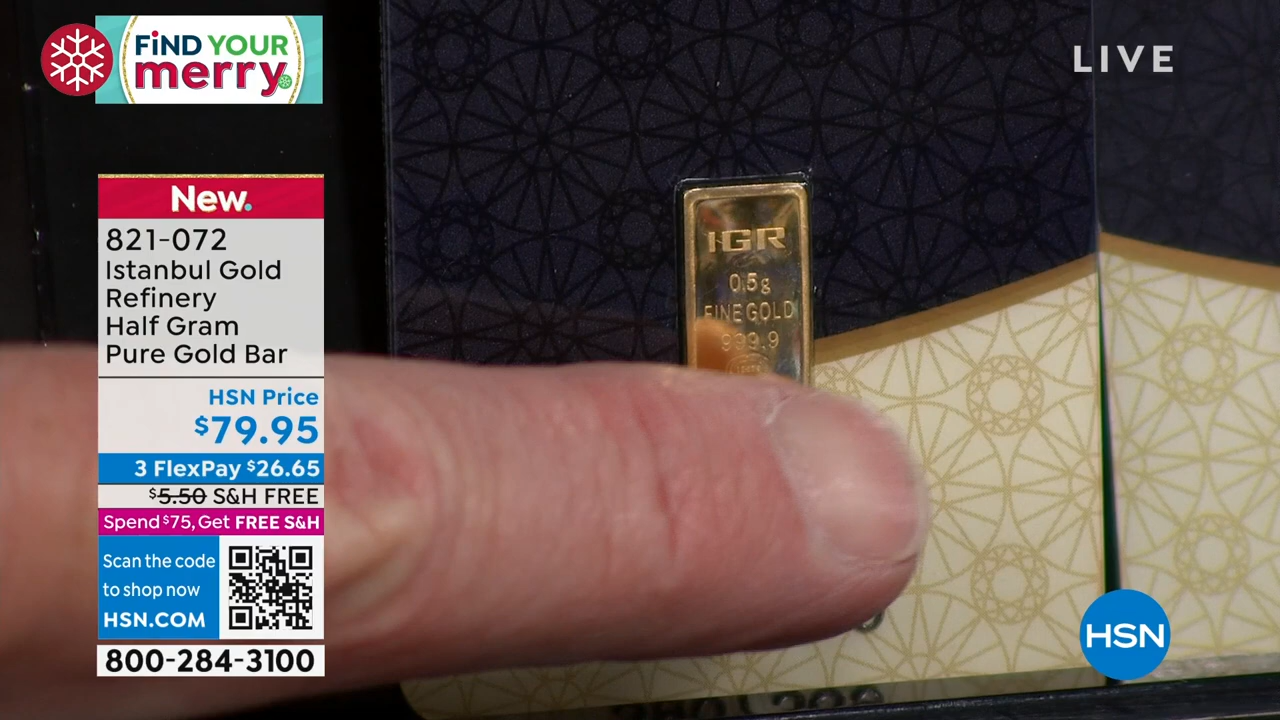 FiND YOUR
merry.
LIVE
New.
821-072
Istanbul Gold
Refinery
Half Gram
Pure Gold Bar
HSN Price
$79.95
3 FlexPay $26.65
$5.50 S&H FREE
Spend $75, Get FREE S&H
Scan the code
to shop now
HSN.COM
800-284-3100
IGR
0.5g
FINE GOLD
999.9
HSN